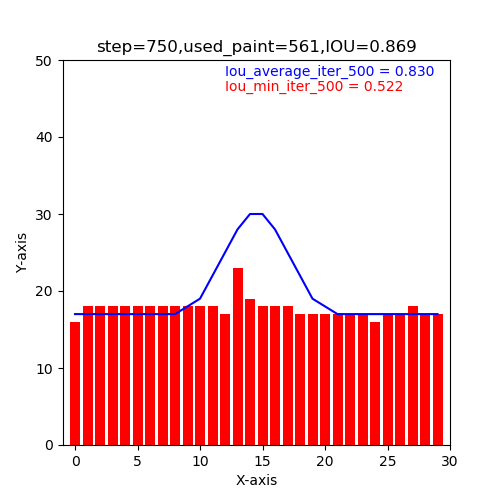 step=750,used_paint=561,IOU=0.869
Iou_average_iter_500 = 0.830
Iou_min_iter_500 = 0.522
50
40
30
20
10
0
Y-axis
0 5 10 15 20 25 30
X-axis